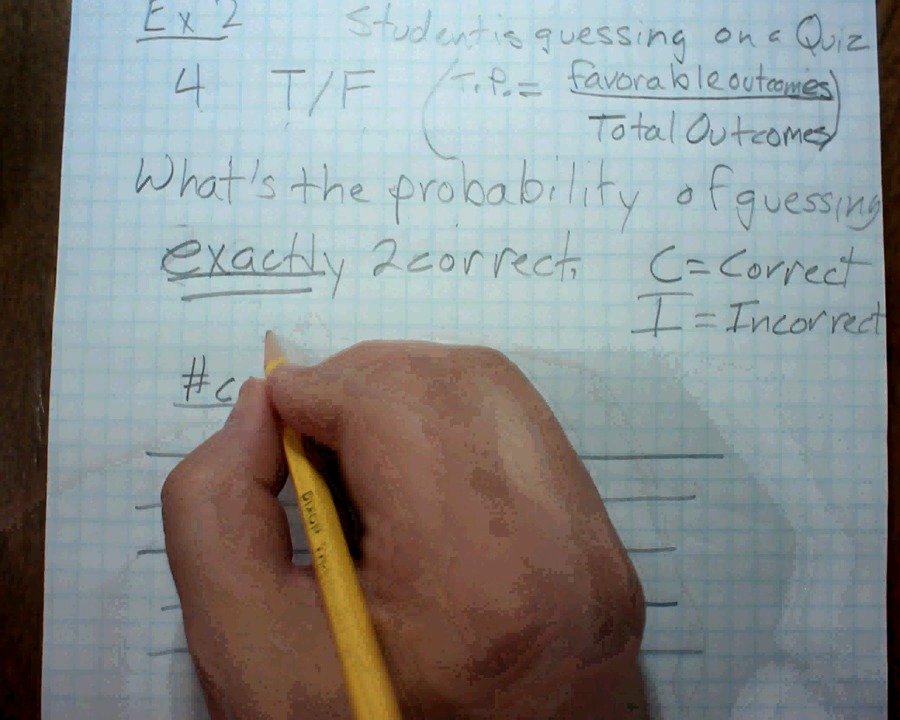 Ex 2 Student is guessing on a Quiz
4 T/F (T.P. = favorable outcomes
Total Outcomes)
What's the probability of guessing
exactly 2 correct. C = Correct
I = Incorrect
#c
DIXON